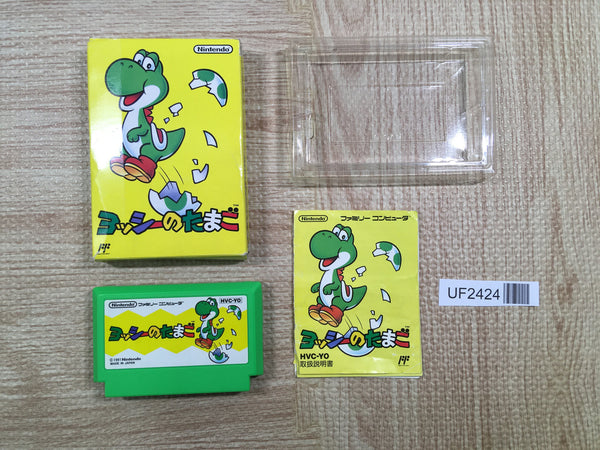 Nintendo
ヨッシーのたまご
FF
Nintendo ファミリー コンピュータ
ヨッシーのたまご
HVC-YO
取扱説明書
FF
UF2424
Nintendo ファミリー コンピュータ HVC-YO
ヨッシーのたまご
© 1991 Nintendo
MADE IN JAPAN